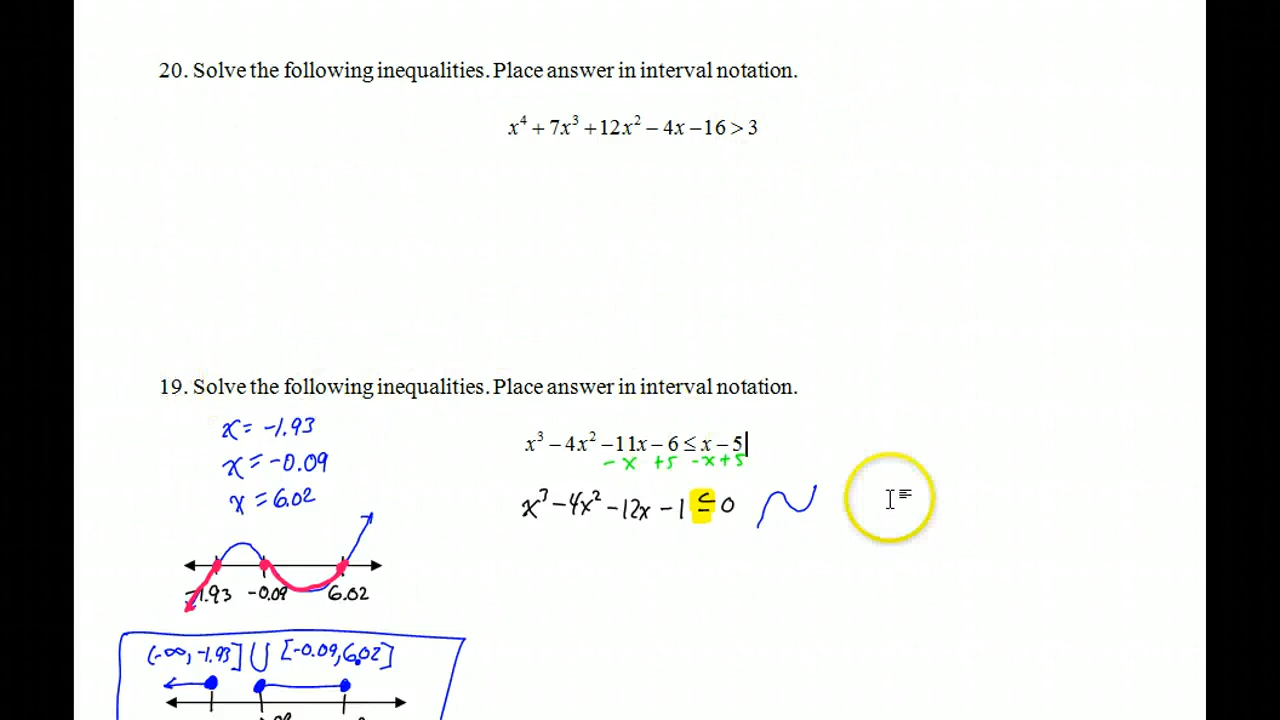 20. Solve the following inequalities. Place answer in interval notation.
x⁴ + 7x³ + 12x² − 4x − 16 > 3
19. Solve the following inequalities. Place answer in interval notation.
x = -1.93
x = -0.09
x = 6.02
x³ − 4x² − 11x − 6 ≤ x − 5
− x +5 − x + 5
x³ − 4x² − 12x − 1 ≤ 0
-1.93 -0.09 6.02
(-∞, -1.93] ∪ [-0.09, 6.02]